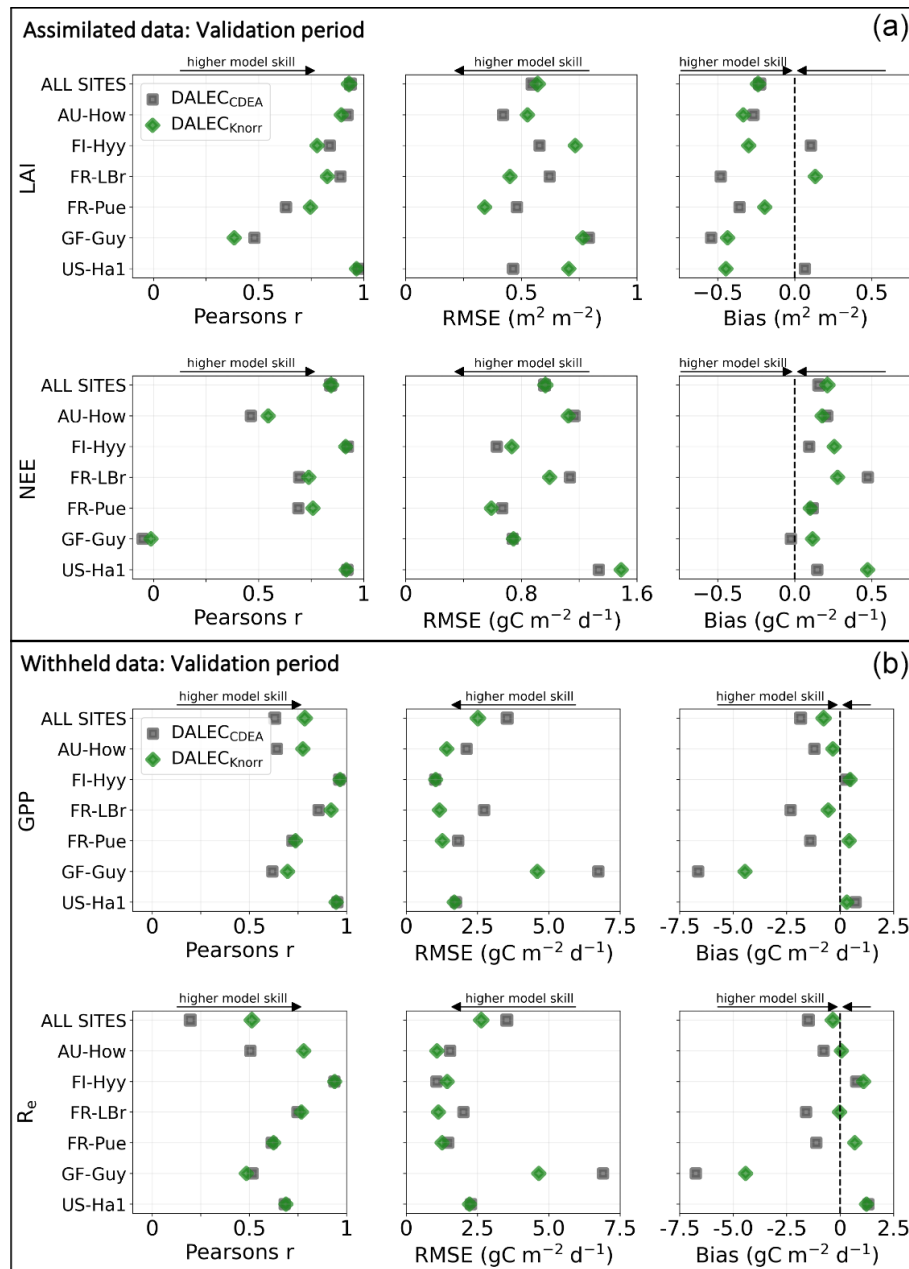 Assimilated data: Validation period
(a)
higher model skill
higher model skill
higher model skill
LAI
ALL SITES
AU-How
FI-Hyy
FR-LBr
FR-Pue
GF-Guy
US-Ha1
DALEC_CDEA
DALEC_Knorr
0 0.5 1
Pearsons r
0 0.5 1
RMSE (m² m⁻²)
−0.5 0.0 0.5
Bias (m² m⁻²)
higher model skill
higher model skill
higher model skill
NEE
ALL SITES
AU-How
FI-Hyy
FR-LBr
FR-Pue
GF-Guy
US-Ha1
0 0.5 1
Pearsons r
0 0.8 1.6
RMSE (gC m⁻² d⁻¹)
−0.5 0.0 0.5
Bias (gC m⁻² d⁻¹)
Withheld data: Validation period
(b)
higher model skill
higher model skill
higher model skill
GPP
ALL SITES
AU-How
FI-Hyy
FR-LBr
FR-Pue
GF-Guy
US-Ha1
DALEC_CDEA
DALEC_Knorr
0 0.5 1
Pearsons r
0 2.5 5.0 7.5
RMSE (gC m⁻² d⁻¹)
-7.5 -5.0 -2.5 0 2.5
Bias (gC m⁻² d⁻¹)
higher model skill
higher model skill
higher model skill
R_e
ALL SITES
AU-How
FI-Hyy
FR-LBr
FR-Pue
GF-Guy
US-Ha1
0 0.5 1
Pearsons r
0 2.5 5.0 7.5
RMSE (gC m⁻² d⁻¹)
-7.5 -5.0 -2.5 0 2.5
Bias (gC m⁻² d⁻¹)